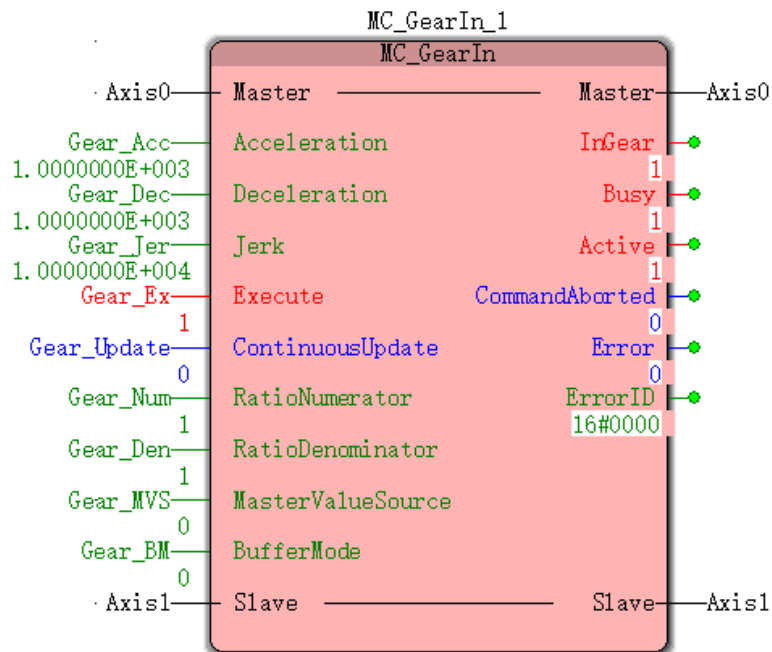 MC_GearIn_1
MC_GearIn
Axis0 Master Master Axis0
Gear_Acc Acceleration InGear
1.0000000E+003 1
Gear_Dec Deceleration Busy
1.0000000E+003 1
Gear_Jer Jerk Active
1.0000000E+004 1
Gear_Ex Execute CommandAborted
1 0
Gear_Update ContinuousUpdate Error
0 0
Gear_Num RatioNumerator ErrorID
1 16#0000
Gear_Den RatioDenominator
1
Gear_MVS MasterValueSource
0
Gear_BM BufferMode
0
Axis1 Slave Slave Axis1